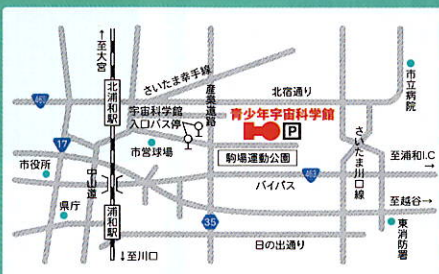 ↑至大宮
さいたま幸手線
産業道路
北宿通り
市立病院
463
北浦和駅
宇宙科学館
入口バス停
青少年宇宙科学館
P
17
市営球場
駒場運動公園
さいたま川口線
至浦和I.C
市役所
中山道
バイパス
463
県庁
浦和駅
35
至越谷→
東消防署
日の出通り
↓至川口